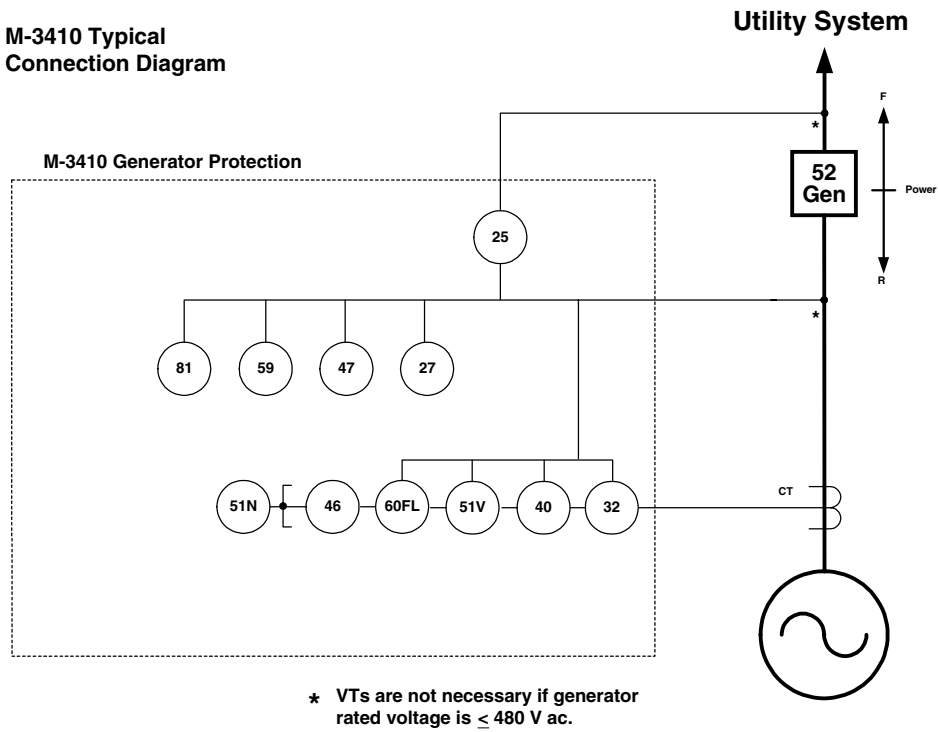 Utility System
M-3410 Typical
Connection Diagram
F
*
M-3410 Generator Protection
52
Gen
Power
25
R
*
81
59
47
27
CT
51N
46
60FL
51V
40
32
* VTs are not necessary if generator
rated voltage is ≤ 480 V ac.